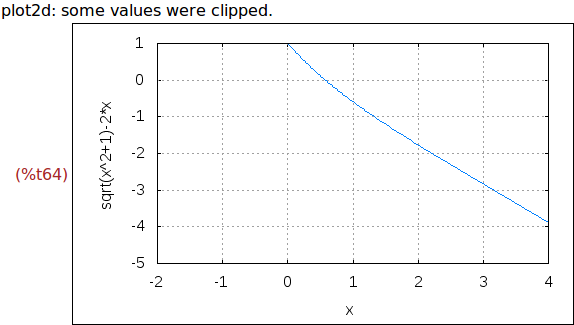 plot2d: some values were clipped.
(%t64)
sqrt(x^2+1)-2*x
1
0
-1
-2
-3
-4
-5
-2 -1 0 1 2 3 4
x